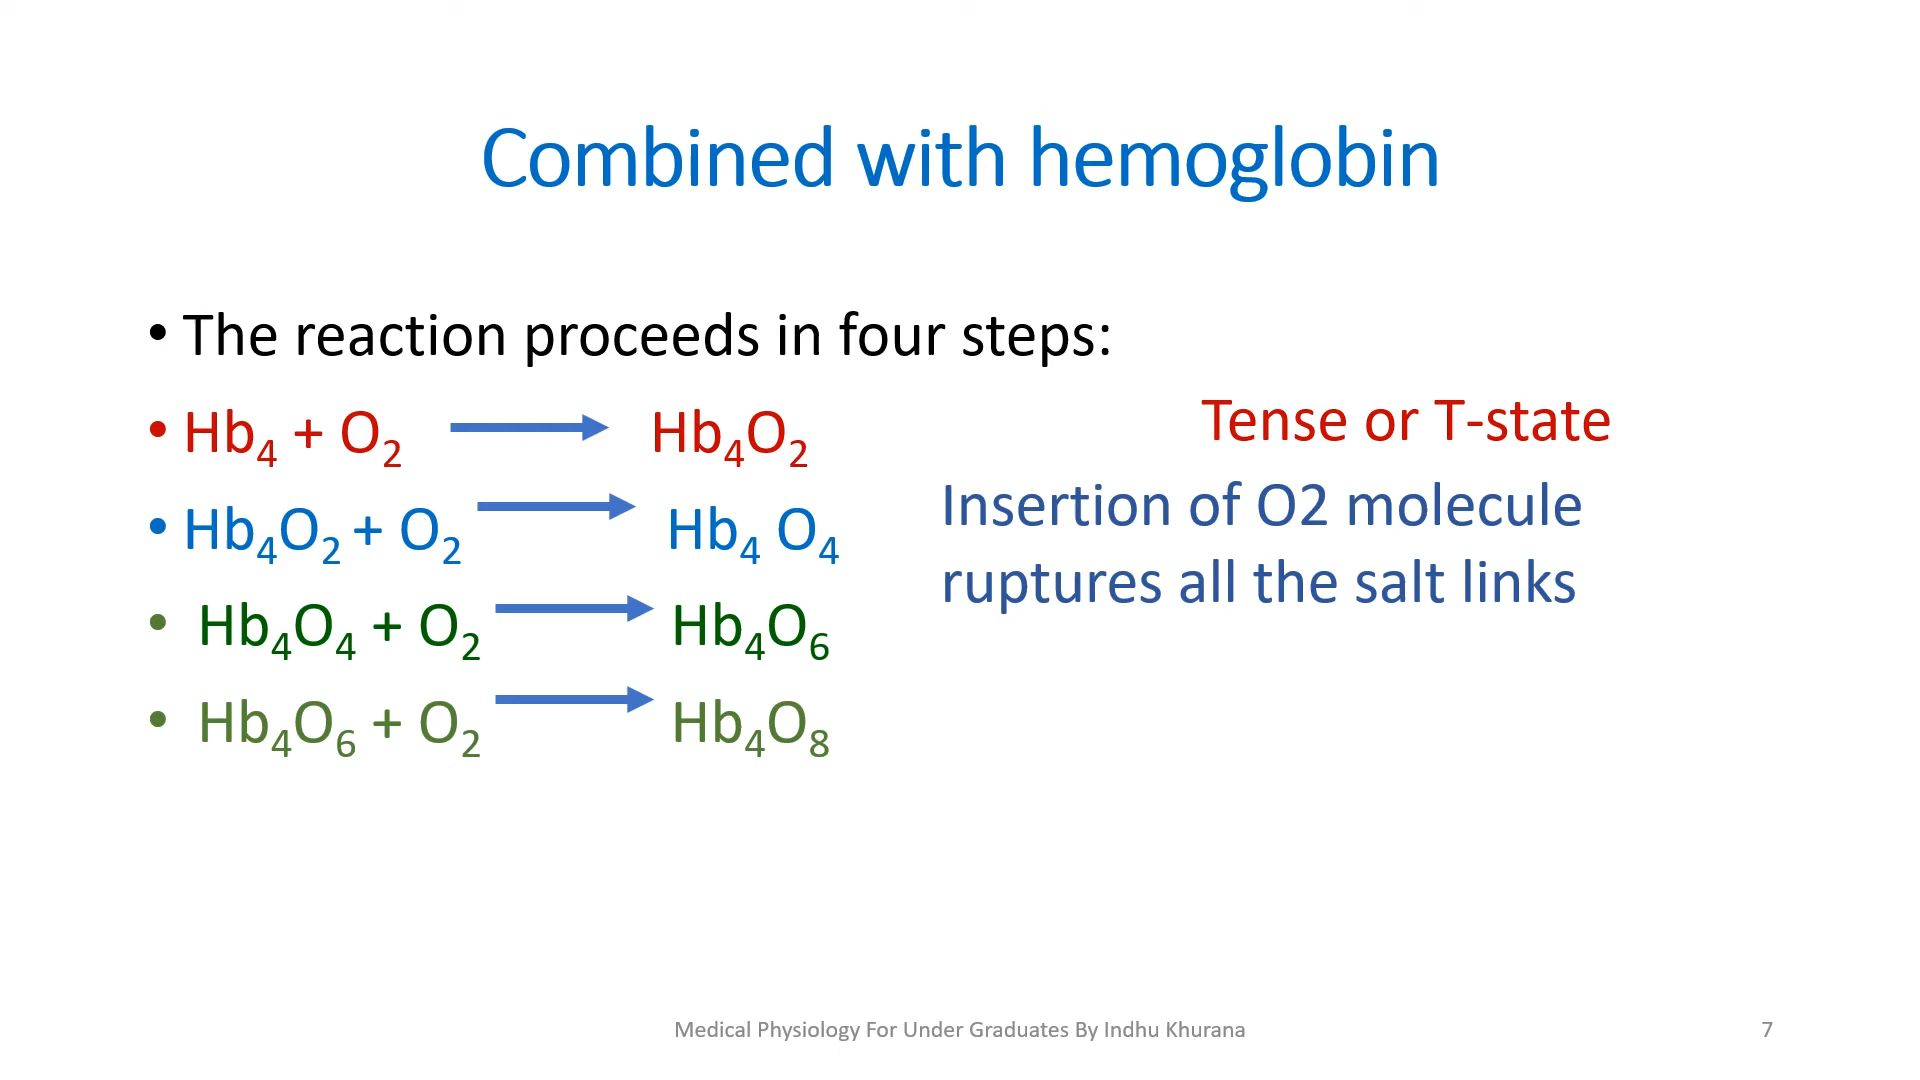 Combined with hemoglobin
• The reaction proceeds in four steps:
• Hb₄ + O₂ → Hb₄O₂ Tense or T-state
• Hb₄O₂ + O₂ → Hb₄ O₄ Insertion of O2 molecule
ruptures all the salt links
• Hb₄O₄ + O₂ → Hb₄O₆
• Hb₄O₆ + O₂ → Hb₄O₈
Medical Physiology For Under Graduates By Indhu Khurana 7